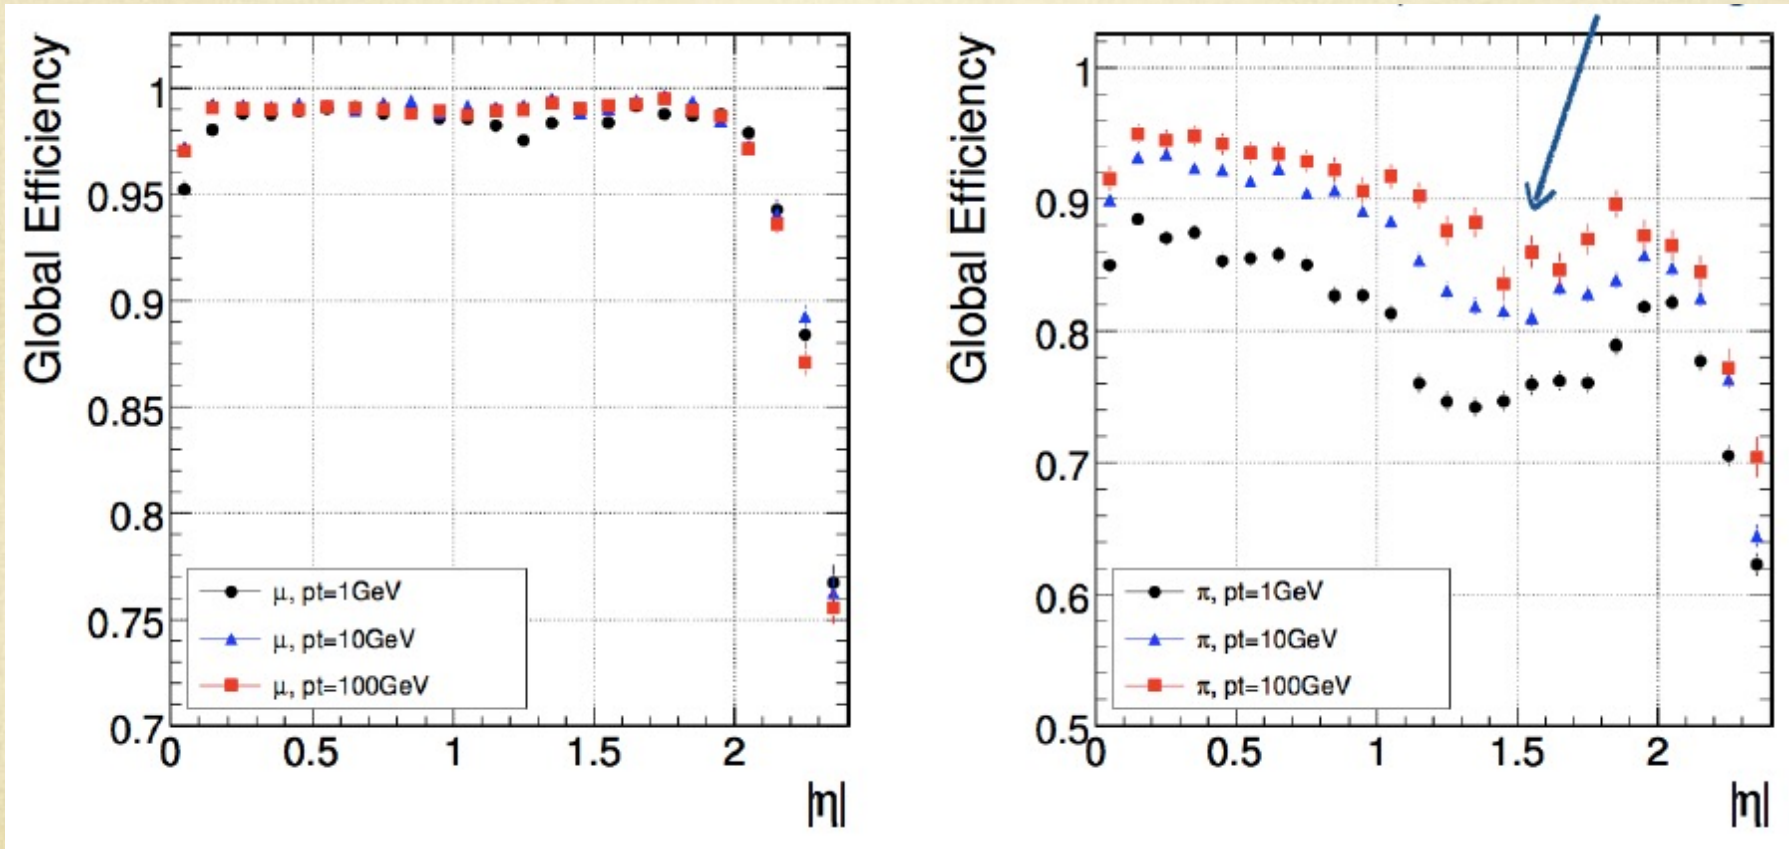 Global Efficiency
1
0.95
0.9
0.85
0.8
0.75
0.7
0
0.5
1
1.5
2
|η|
μ, pt=1GeV
μ, pt=10GeV
μ, pt=100GeV
Global Efficiency
1
0.9
0.8
0.7
0.6
0.5
0
0.5
1
1.5
2
|η|
π, pt=1GeV
π, pt=10GeV
π, pt=100GeV